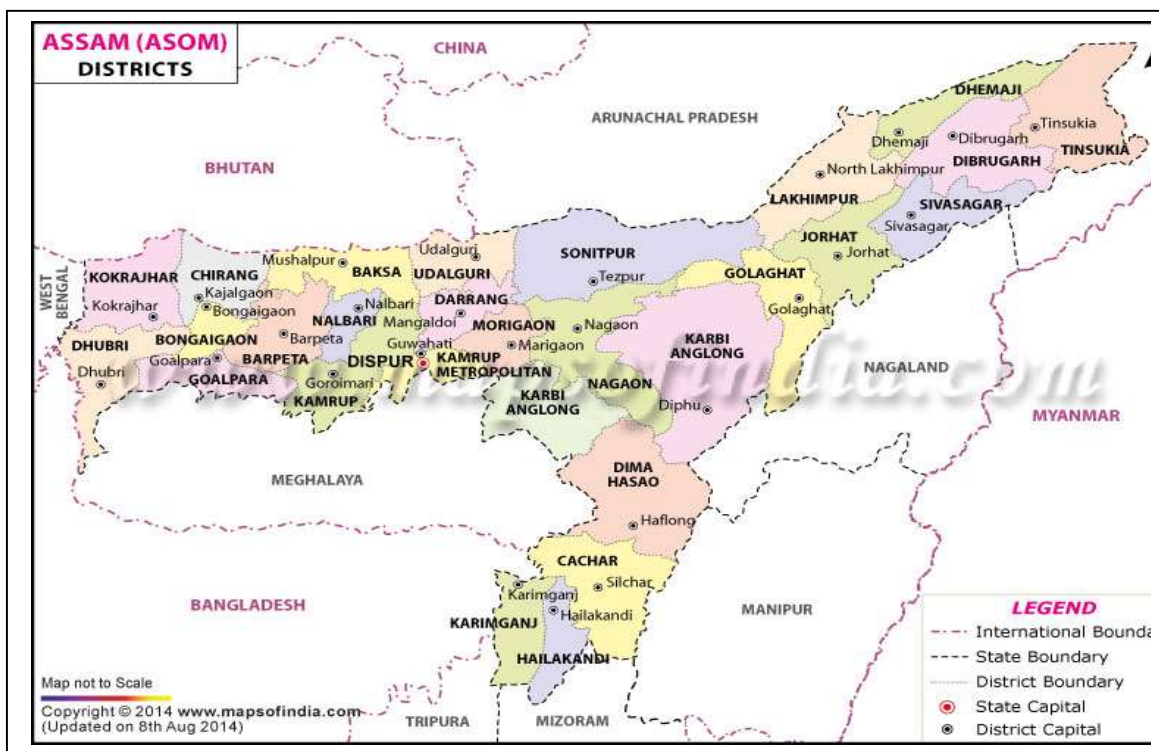 ASSAM (ASOM)
DISTRICTS
CHINA
ARUNACHAL PRADESH
BHUTAN
DHEMAJI
Dhemaji
Dibrugarh
DIBRUGARH
Tinsukia
TINSUKIA
North Lakhimpur
LAKHIMPUR
SIVASAGAR
Sivasagar
JORHAT
Jorhat
WEST
BENGAL
KOKRAJHAR
Kokrajhar
CHIRANG
Kajalgaon
Bongaigaon
BONGAIGAON
Mushalpur
BAKSA
Udalguri
UDALGURI
SONITPUR
Tezpur
GOLAGHAT
Golaghat
DHUBRI
Dhubri
Goalpara
GOALPARA
Barpeta
BARPETA
Nalbari
NALBARI
DARRANG
Mangaldoi
MORIGAON
Marigaon
Nagaon
NAGAON
Guwahati
DISPUR
KAMRUP
METROPOLITAN
Goroimari
KAMRUP
KARBI
ANGLONG
KARBI
ANGLONG
Diphu
www.mapsofindia.com
NAGALAND
MYANMAR
MEGHALAYA
DIMA
HASAO
Haflong
CACHAR
Silchar
Karimganj
KARIMGANJ
Hailakandi
HAILAKANDI
BANGLADESH
MANIPUR
TRIPURA
MIZORAM
Map not to Scale
Copyright © 2014 www.mapsofindia.com
(Updated on 8th Aug 2014)
LEGEND
International Bounda
State Boundary
District Boundary
State Capital
District Capital